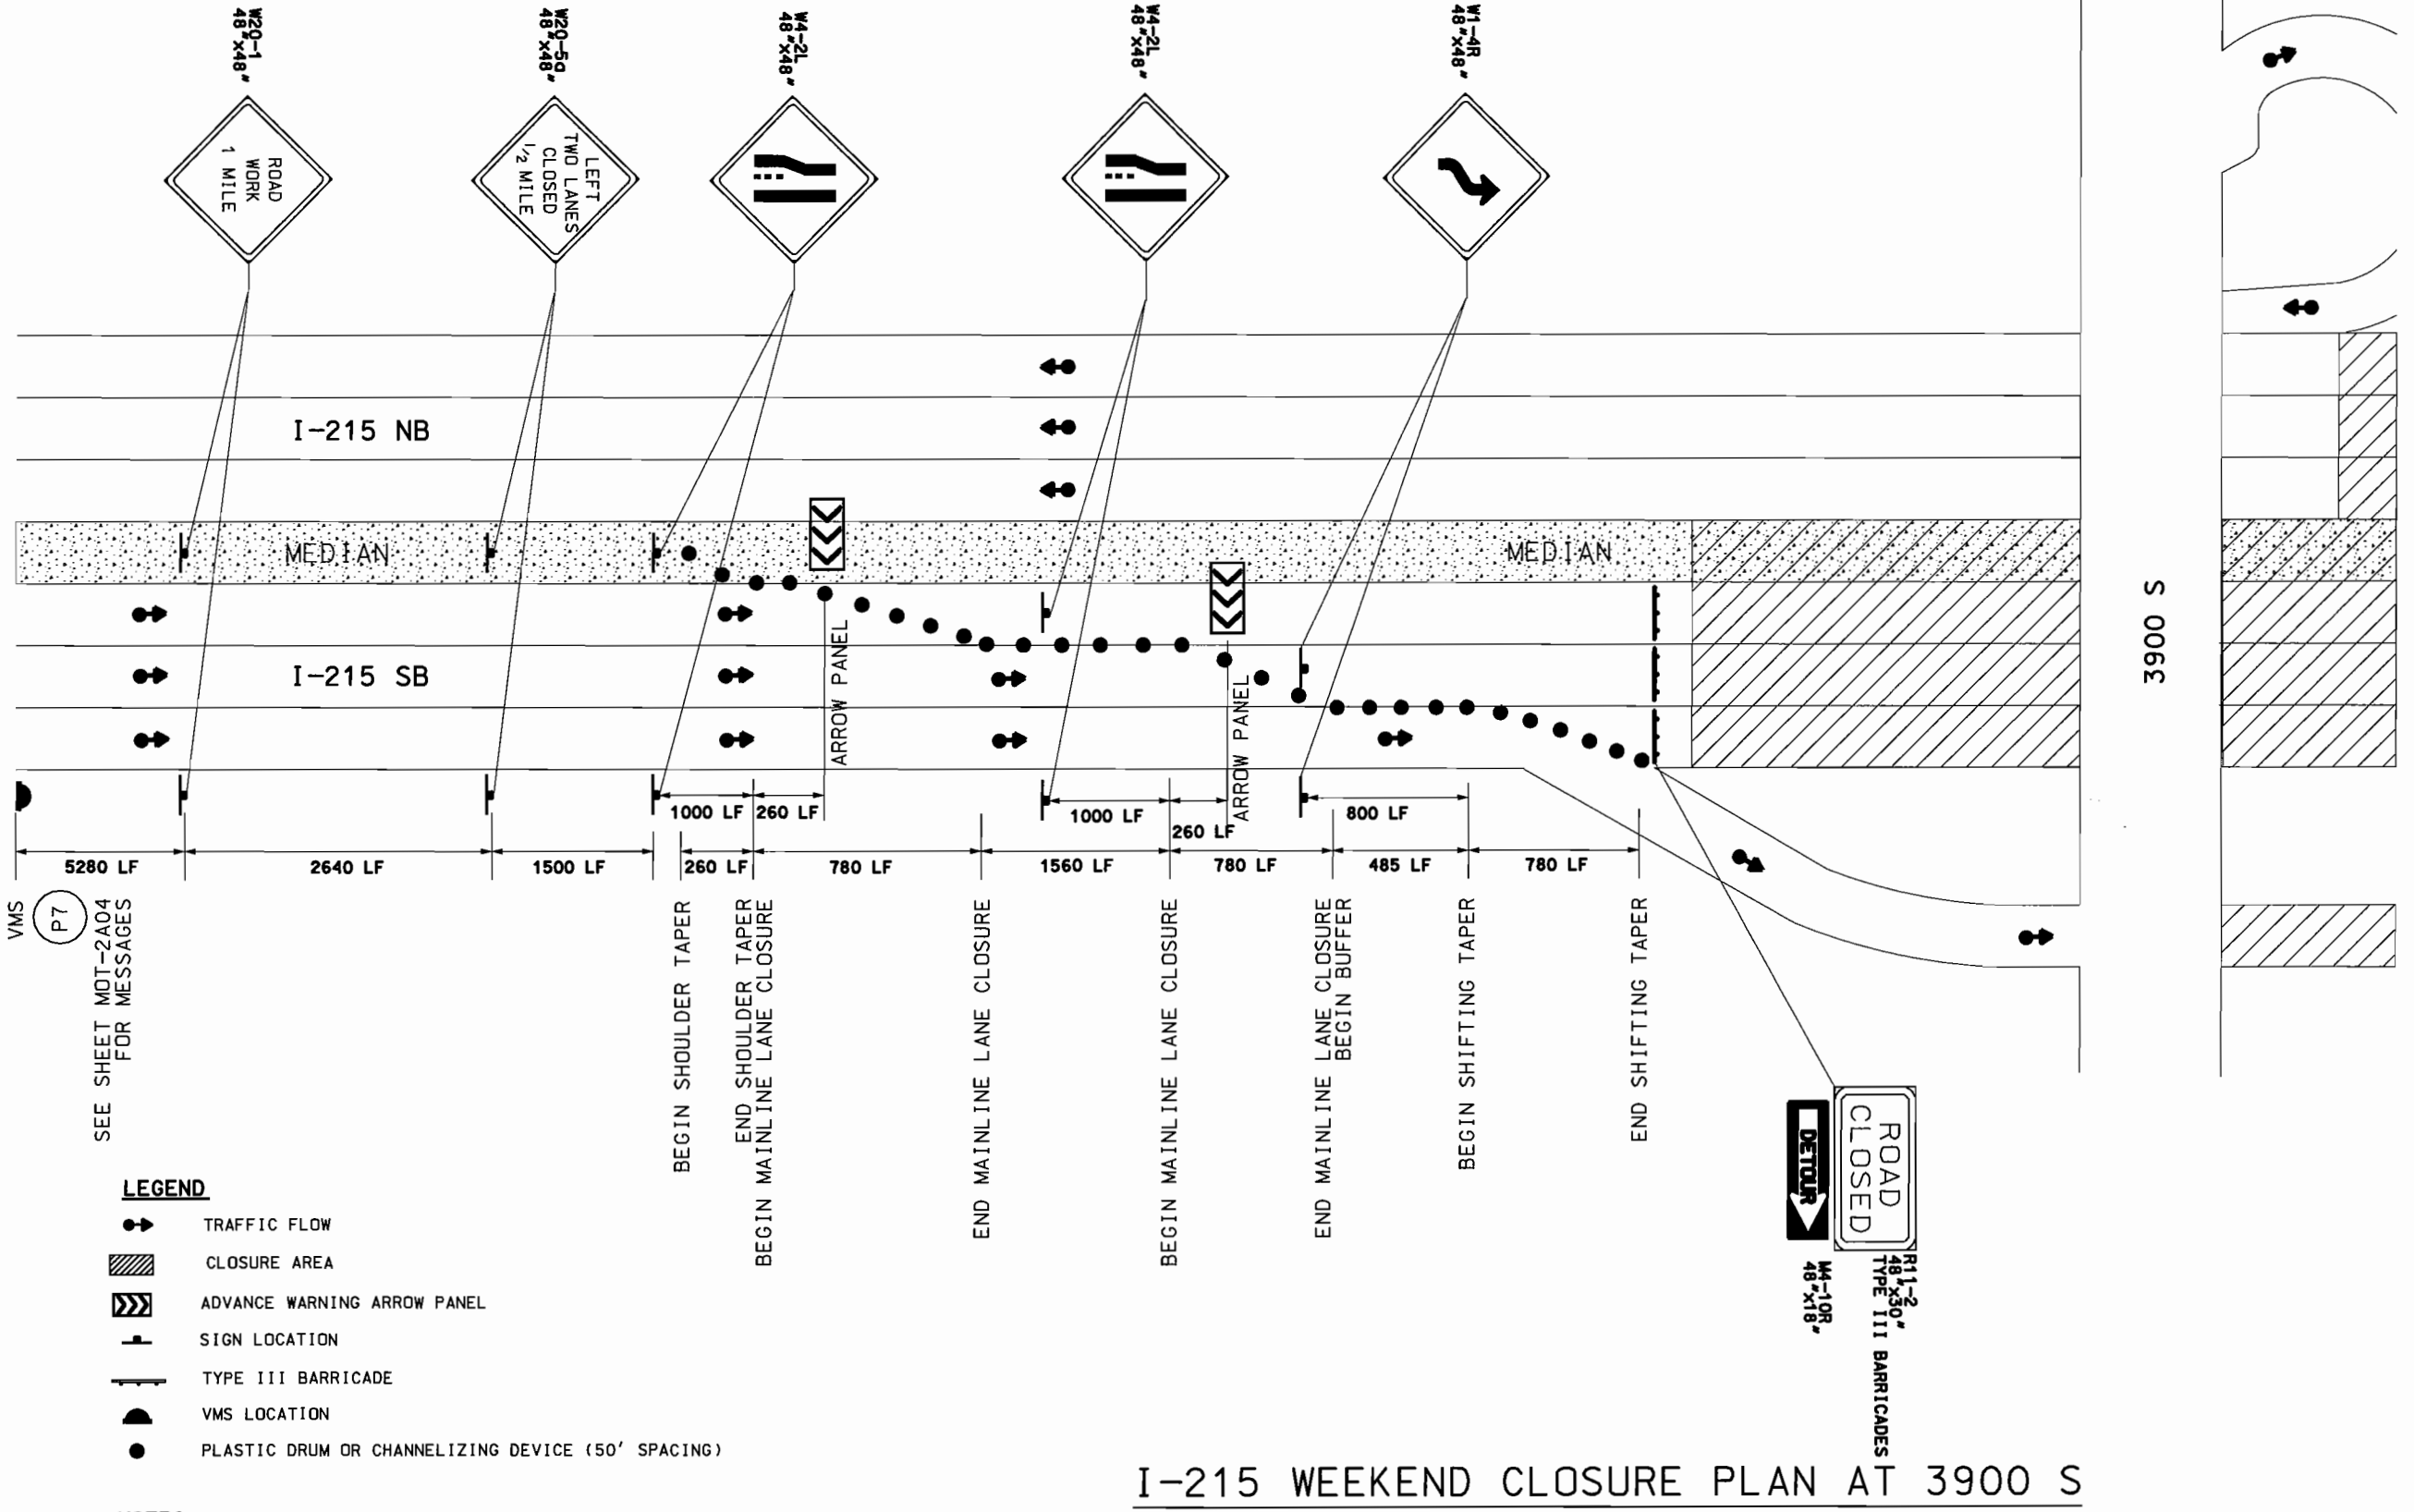 W20-1
48"x48"
W20-5a
48"x48"
W4-2L
48"x48"
W4-2L
48"x48"
W1-4R
48"x48"
ROAD
WORK
1 MILE
LEFT
TWO LANES
CLOSED
1/2 MILE
I-215 NB
MEDIAN
MEDIAN
I-215 SB
ARROW PANEL
ARROW PANEL
3900 S
1000 LF
260 LF
1000 LF
260 LF
800 LF
5280 LF
2640 LF
1500 LF
260 LF
780 LF
1560 LF
780 LF
485 LF
780 LF
VMS
P7
SEE SHEET MOT-2A04
FOR MESSAGES
BEGIN SHOULDER TAPER
END SHOULDER TAPER
BEGIN MAINLINE LANE CLOSURE
END MAINLINE LANE CLOSURE
BEGIN MAINLINE LANE CLOSURE
END MAINLINE LANE CLOSURE
BEGIN BUFFER
BEGIN SHIFTING TAPER
END SHIFTING TAPER
ROAD
CLOSED
DETOUR
R11-2
48"x30"
TYPE III BARRICADES
M4-10R
48"x18"
LEGEND
TRAFFIC FLOW
CLOSURE AREA
ADVANCE WARNING ARROW PANEL
SIGN LOCATION
TYPE III BARRICADE
VMS LOCATION
PLASTIC DRUM OR CHANNELIZING DEVICE (50' SPACING)
I-215 WEEKEND CLOSURE PLAN AT 3900 S